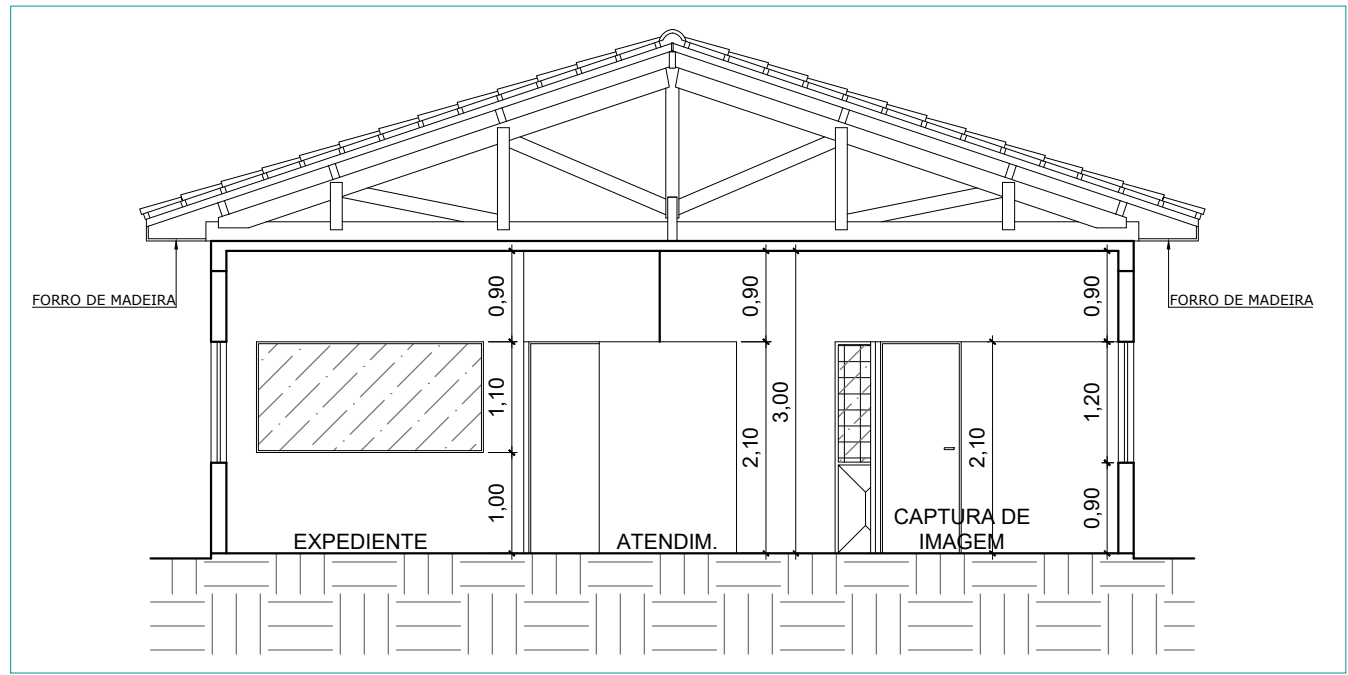 FORRO DE MADEIRA
FORRO DE MADEIRA
0,90
0,90
0,90
1,10
3,00
1,20
2,10
2,10
1,00
0,90
EXPEDIENTE
ATENDIM.
CAPTURA DE
IMAGEM